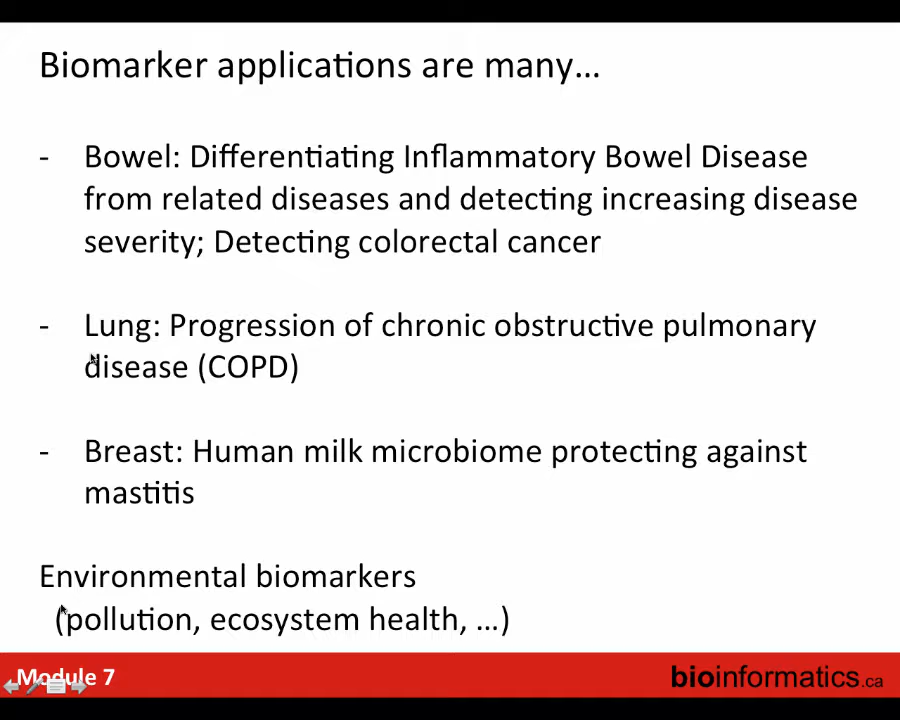 Biomarker applications are many...
- Bowel: Differentiating Inflammatory Bowel Disease
from related diseases and detecting increasing disease
severity; Detecting colorectal cancer
- Lung: Progression of chronic obstructive pulmonary
disease (COPD)
- Breast: Human milk microbiome protecting against
mastitis
Environmental biomarkers
(pollution, ecosystem health, ...)
Module 7
bioinformatics.ca